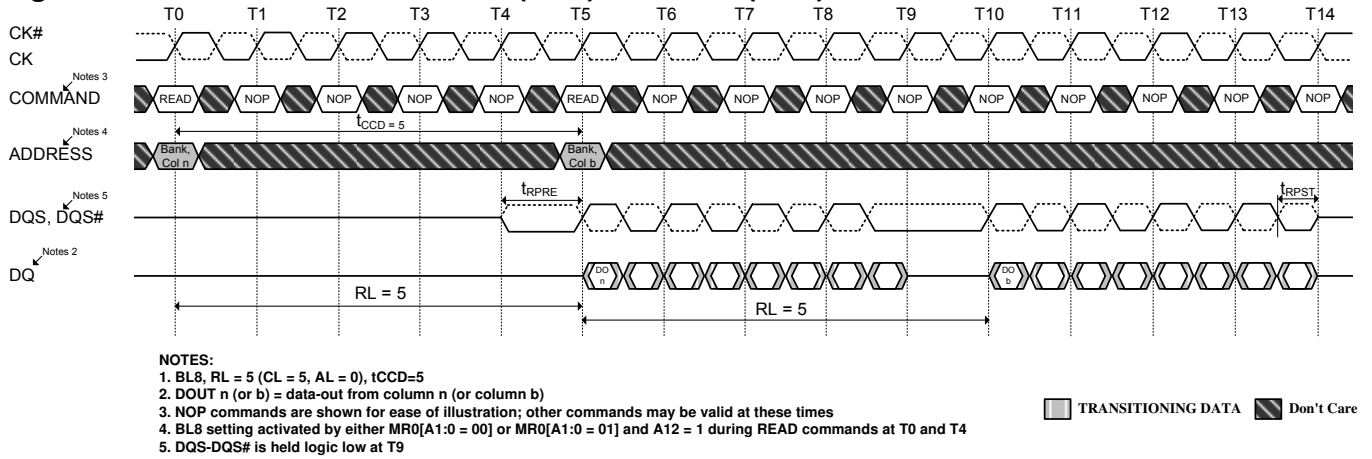 T0 T1 T2 T3 T4 T5 T6 T7 T8 T9 T10 T11 T12 T13 T14
CK#
CK
Notes 3
COMMAND READ NOP NOP NOP NOP READ NOP NOP NOP NOP NOP NOP NOP NOP NOP
tCCD = 5
Notes 4
ADDRESS Bank, Col n Bank, Col b
tRPRE tRPST
Notes 5
DQS, DQS#
Notes 2
DQ DO n DO b
RL = 5
RL = 5
NOTES:
1. BL8, RL = 5 (CL = 5, AL = 0), tCCD=5
2. DOUT n (or b) = data-out from column n (or column b)
3. NOP commands are shown for ease of illustration; other commands may be valid at these times
4. BL8 setting activated by either MR0[A1:0 = 00] or MR0[A1:0 = 01] and A12 = 1 during READ commands at T0 and T4
5. DQS-DQS# is held logic low at T9
TRANSITIONING DATA Don't Care